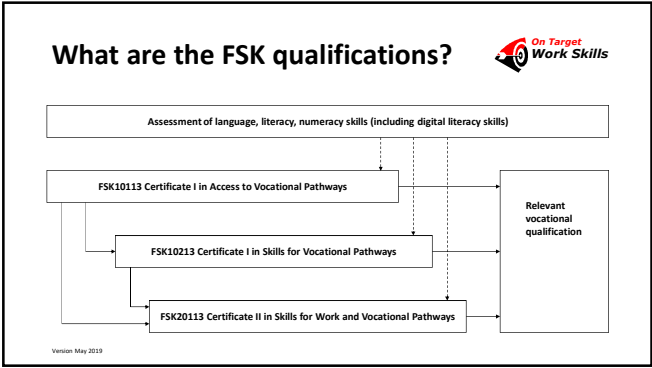 What are the FSK qualifications?
On Target
Work Skills
Assessment of language, literacy, numeracy skills (including digital literacy skills)
FSK10113 Certificate I in Access to Vocational Pathways
Relevant
vocational
qualification
FSK10213 Certificate I in Skills for Vocational Pathways
FSK20113 Certificate II in Skills for Work and Vocational Pathways
Version May 2019